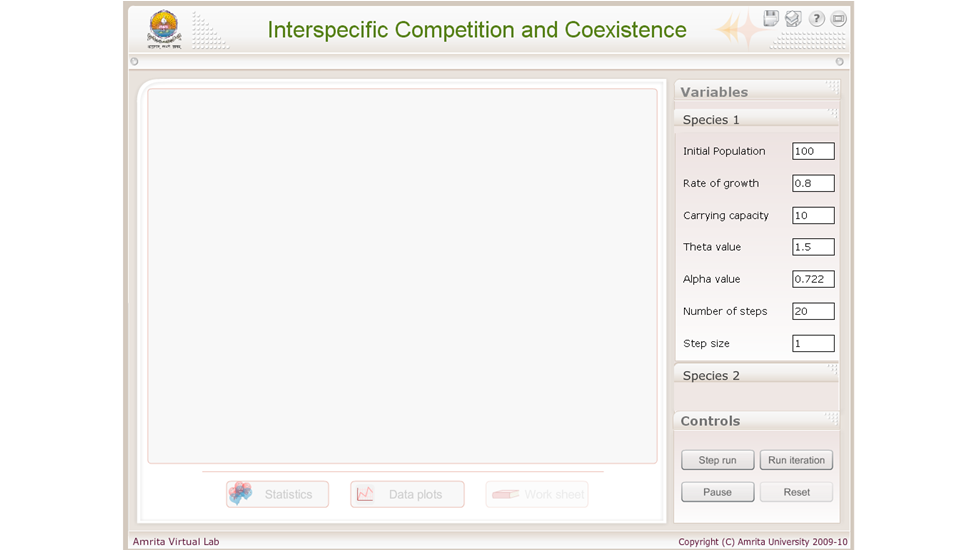 Interspecific Competition and Coexistence
?
Variables
Species 1
Initial Population 100
Rate of growth 0.8
Carrying capacity 10
Theta value 1.5
Alpha value 0.722
Number of steps 20
Step size 1
Species 2
Controls
Step run Run iteration
Pause Reset
Statistics Data plots Work sheet
Amrita Virtual Lab Copyright (C) Amrita University 2009-10